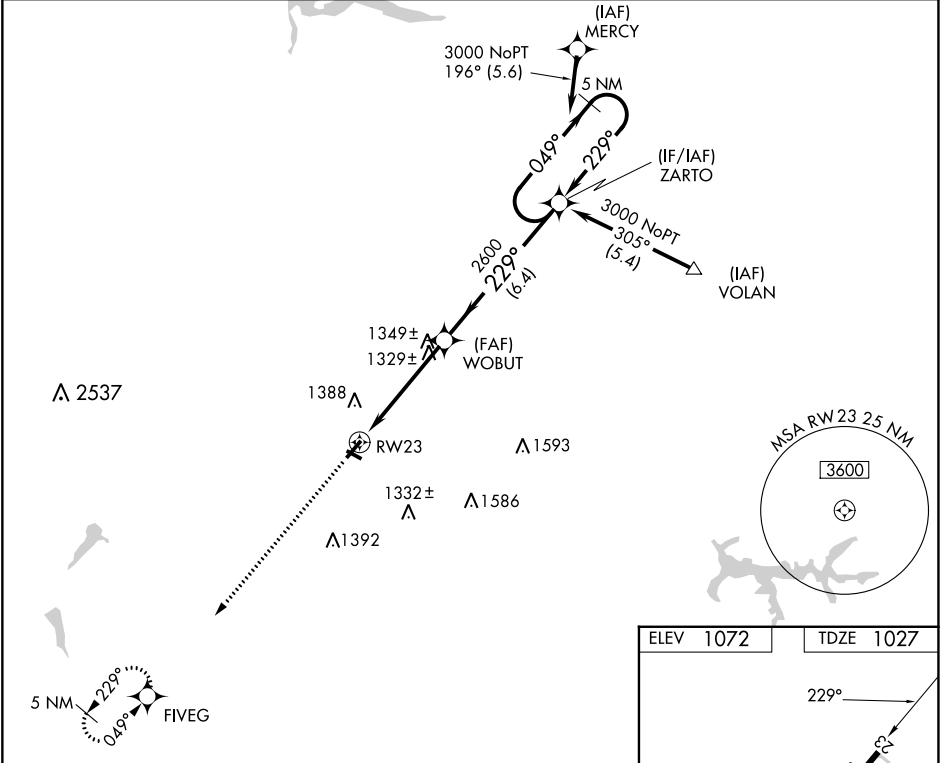 (IAF)
MERCY
3000 NoPT
196° (5.6)
5 NM
049°
229°
(IF/IAF)
ZARTO
3000 NoPT
305°
(5.4)
(IAF)
VOLAN
2600
229°
(6.4)
1349±
1329±
(FAF)
WOBUT
2537
1388
RW23
1593
MSA RW23 25 NM
3600
1332±
1586
1392
ELEV 1072
TDZE 1027
229°
23
5 NM
229°
049°
FIVEG